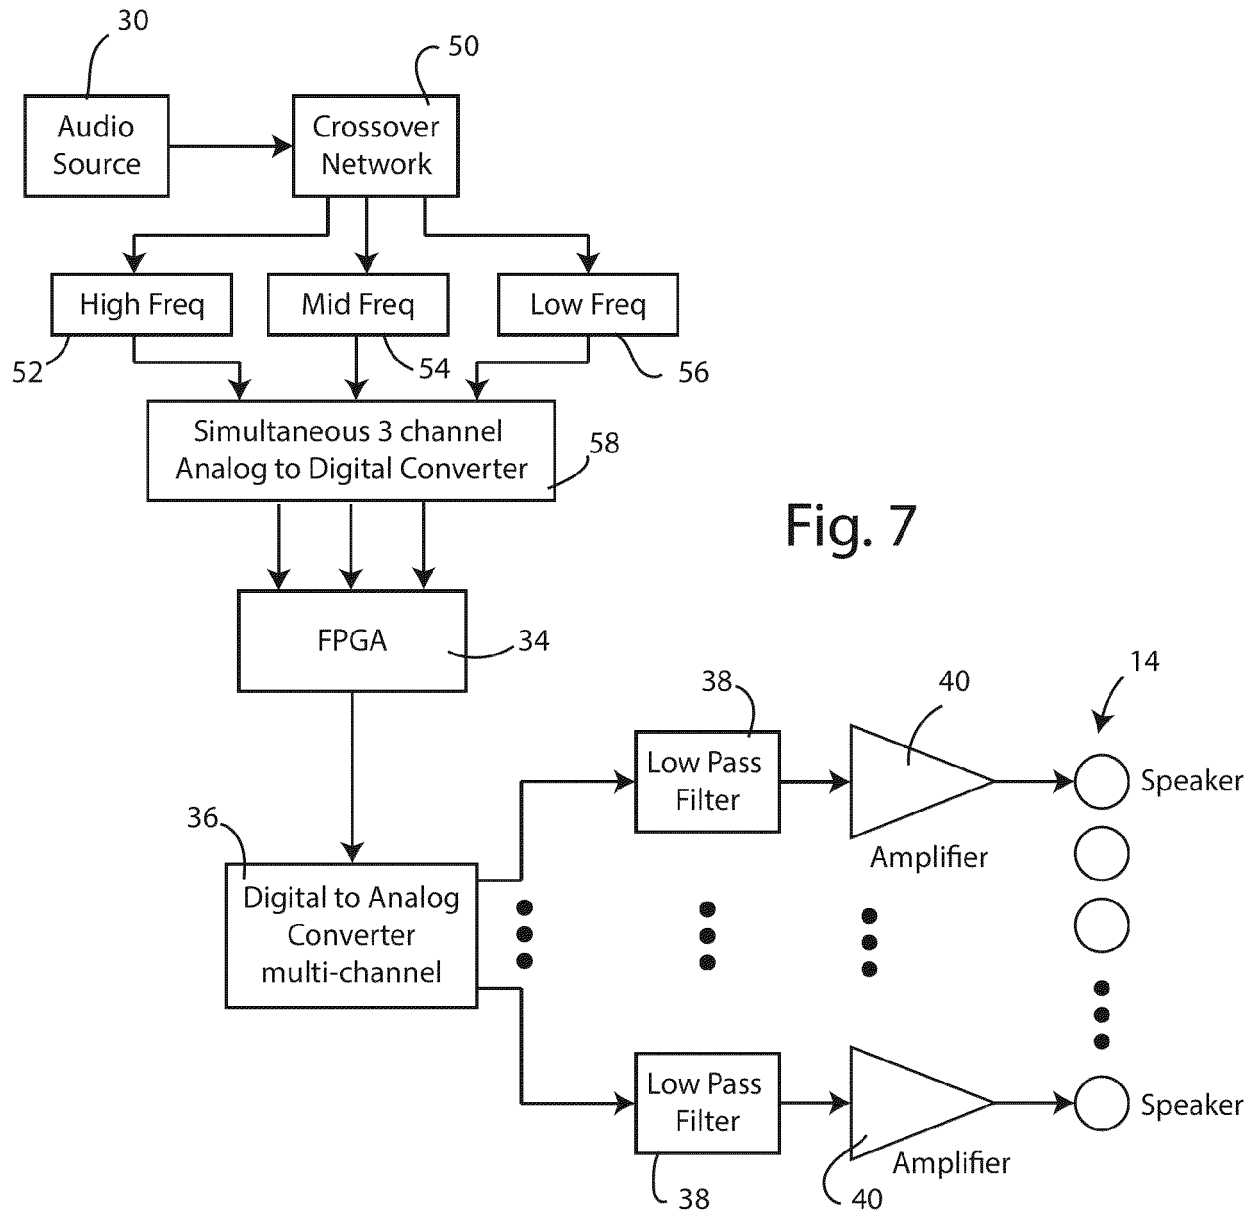 30
50
Audio
Source
Crossover
Network
High Freq
Mid Freq
Low Freq
52
54
56
Simultaneous 3 channel
Analog to Digital Converter
58
Fig. 7
FPGA
34
14
38
40
Low Pass
Filter
Speaker
Amplifier
36
Digital to Analog
Converter
multi-channel
Low Pass
Filter
Speaker
Amplifier
38
40